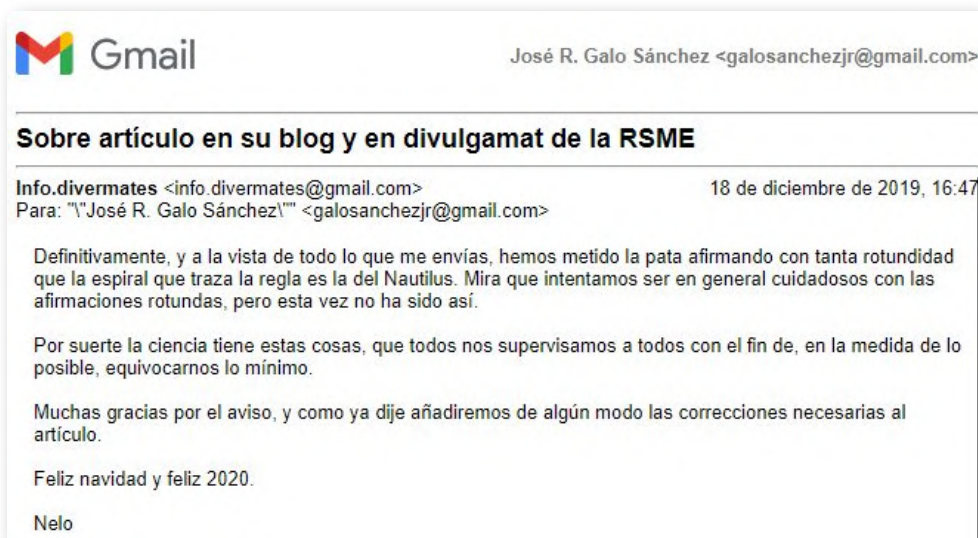 Gmail
José R. Galo Sánchez <galosanchezjr@gmail.com>
Sobre artículo en su blog y en divulgamat de la RSME
Info.divermates <info.divermates@gmail.com> 18 de diciembre de 2019, 16:47
Para: "\"José R. Galo Sánchez\"" <galosanchezjr@gmail.com>
Definitivamente, y a la vista de todo lo que me envías, hemos metido la pata afirmando con tanta rotundidad
que la espiral que traza la regla es la del Nautilus. Mira que intentamos ser en general cuidadosos con las
afirmaciones rotundas, pero esta vez no ha sido así.
Por suerte la ciencia tiene estas cosas, que todos nos supervisamos a todos con el fin de, en la medida de lo
posible, equivocarnos lo mínimo.
Muchas gracias por el aviso, y como ya dije añadiremos de algún modo las correcciones necesarias al
artículo.
Feliz navidad y feliz 2020.
Nelo